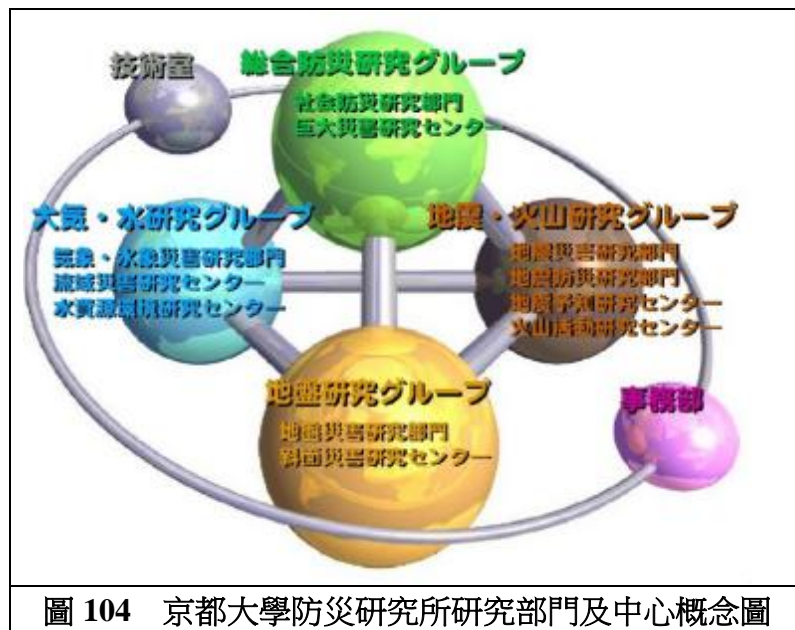 技術室
総合防災研究グループ
社会防災研究部門
巨大災害研究センター
大気・水研究グループ
気象・水象災害研究部門
流域災害研究センター
水資源環境研究センター
地震・火山研究グループ
地震災害研究部門
地震防災研究部門
地震予知研究センター
火山活動研究センター
地盤研究グループ
地盤災害研究部門
斜面災害研究センター
事務部
圖 104 京都大學防災研究所研究部門及中心概念圖